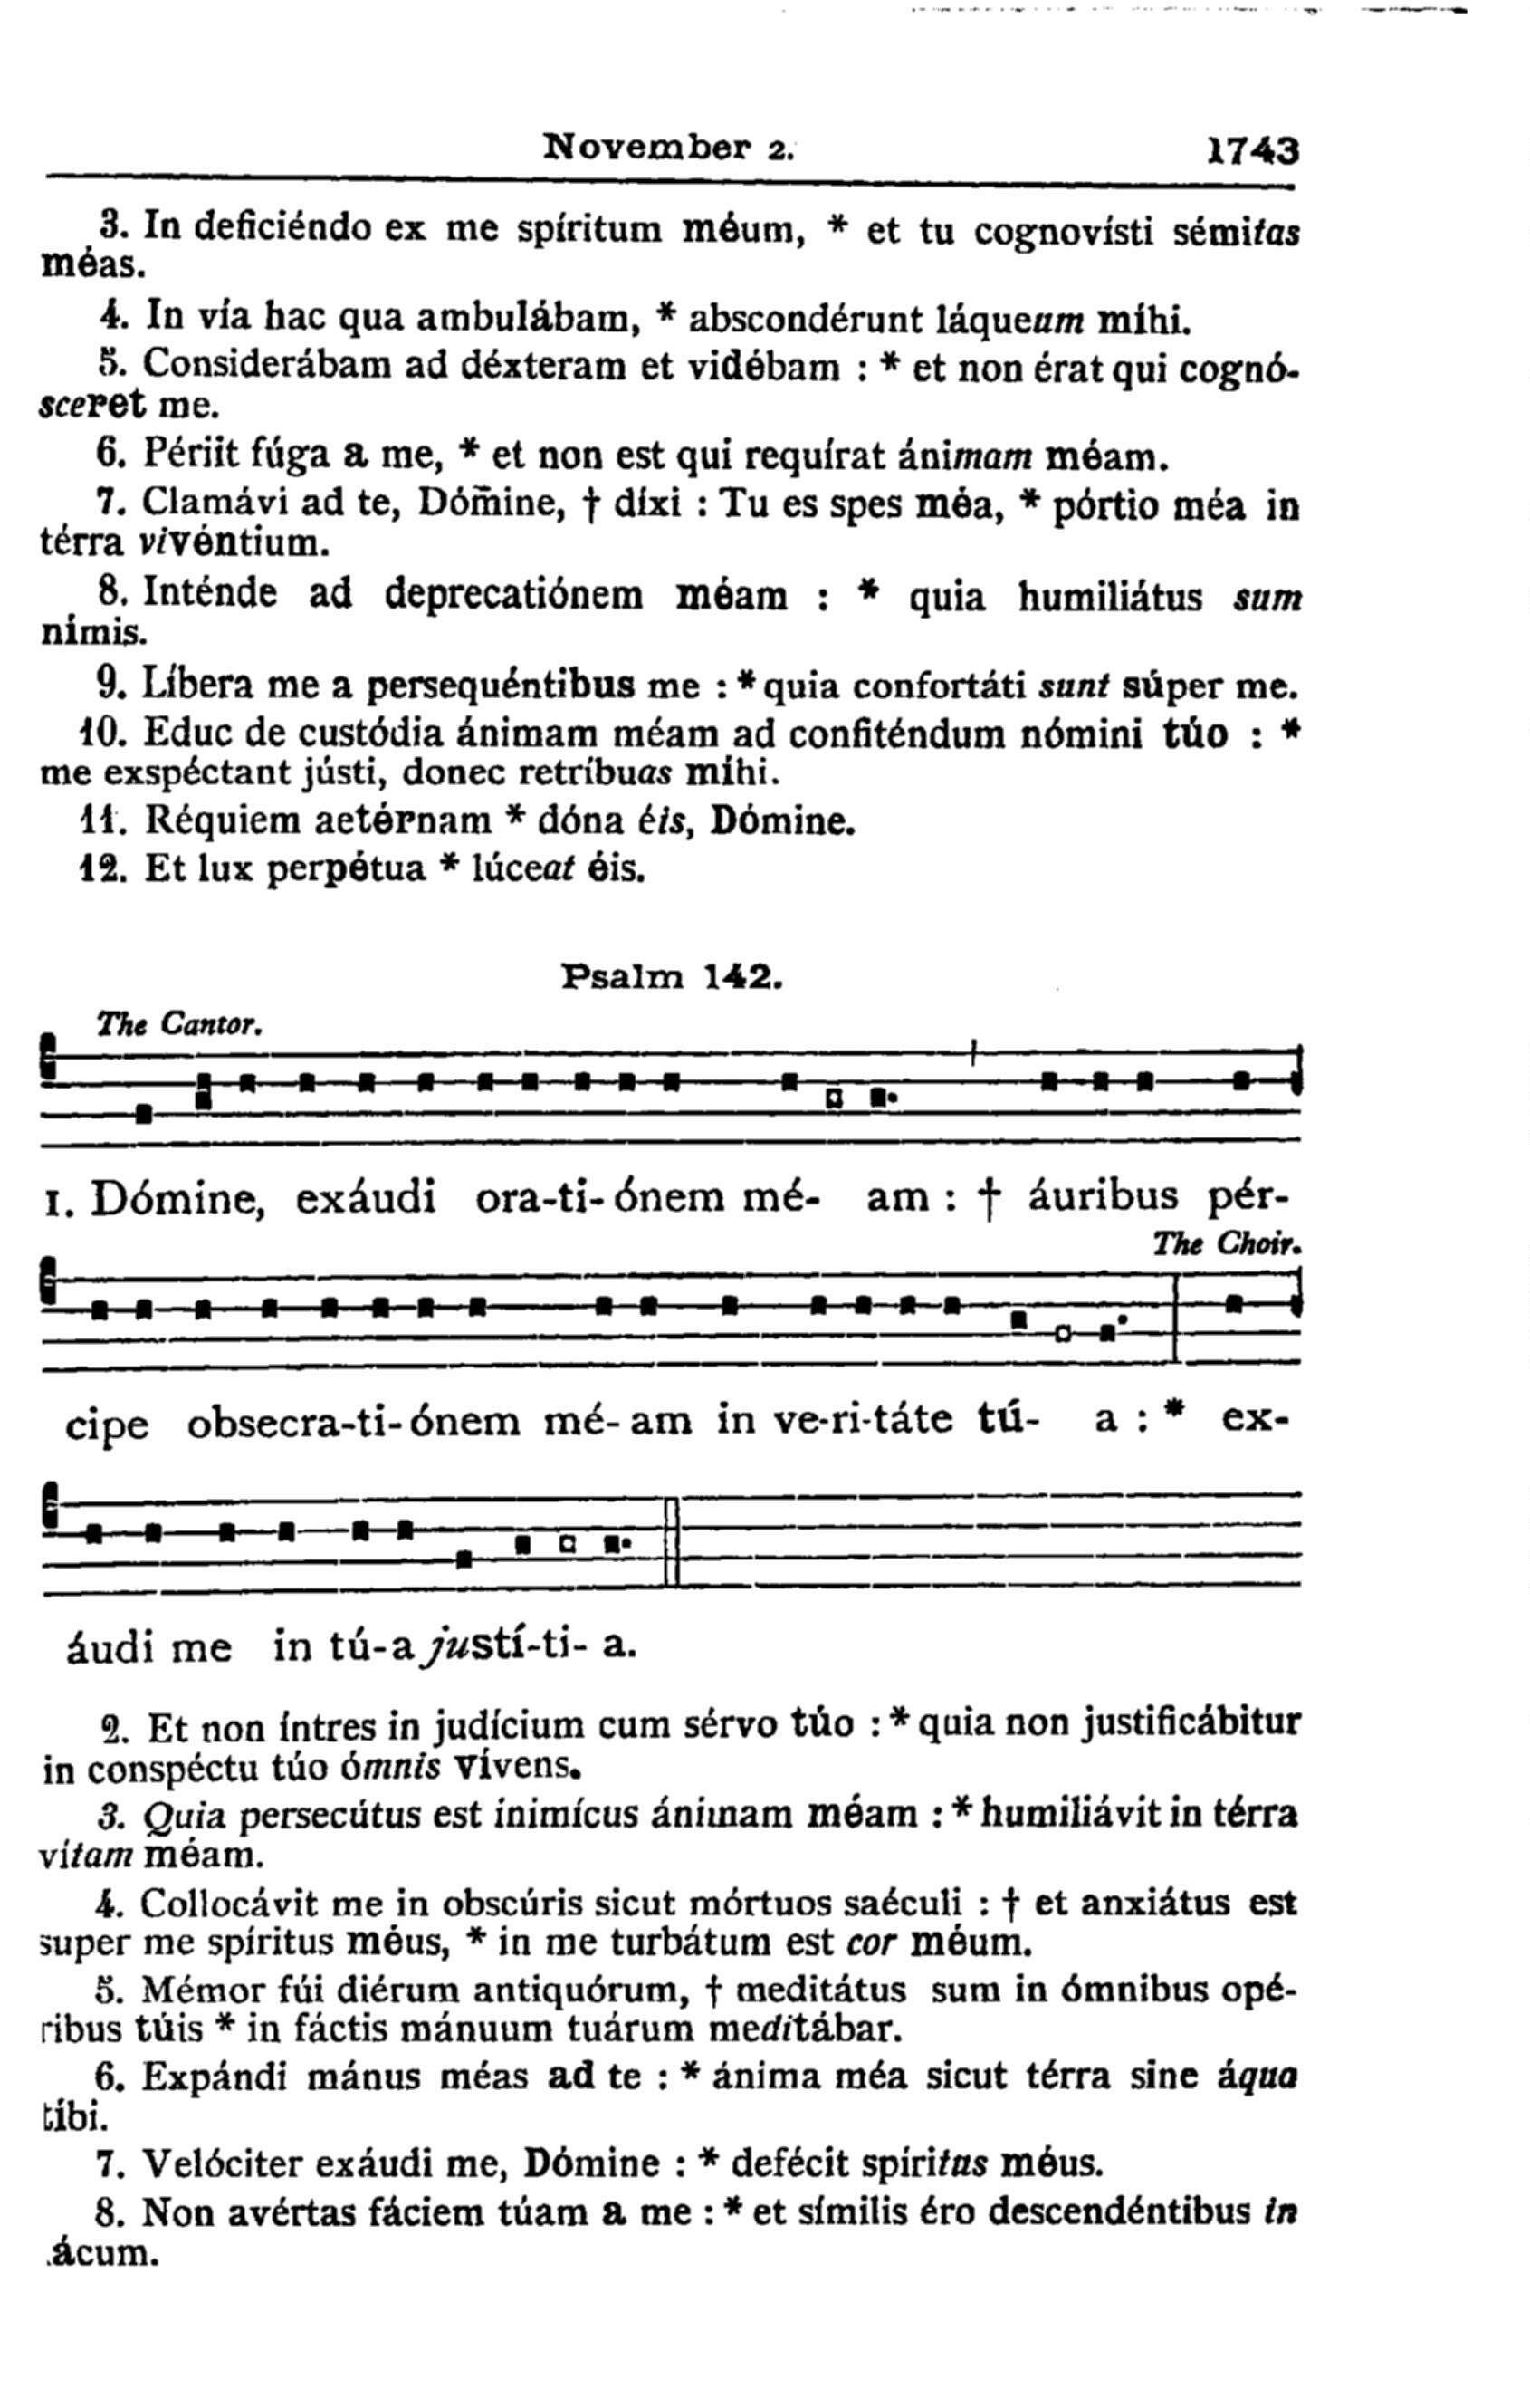 November 2. 1743
3. In deficiéndo ex me spíritum méum, * et tu cognovísti sémitas
méas.
4. In vía hac qua ambulábam, * abscondérunt láqueum míhi.
5. Considerábam ad déxteram et vidébam : * et non érat qui cognó-
sceret me.
6. Périit fúga a me, * et non est qui requírat ánimam méam.
7. Clamávi ad te, Dómine, † díxi : Tu es spes méa, * pórtio méa in
térra vivéntium.
8. Inténde ad deprecatiónem méam : * quia humiliátus sum
nímis.
9. Líbera me a persequéntibus me : * quia confortáti sunt súper me.
10. Educ de custódia ánimam méam ad confiténdum nómini túo : *
me exspéctant jústi, donec retríbuas míhi.
11. Réquiem aetérnam * dóna éis, Dómine.
12. Et lux perpétua * lúceat éis.
Psalm 142.
The Cantor.
1. Dómine, exáudi ora-ti-ónem mé- am : † áuribus pér-
The Choir.
cipe obsecra-ti-ónem mé-am in ve-ri-táte tú- a : * ex-
áudi me in tú-a justí-ti- a.
2. Et non íntres in judícium cum sérvo túo : * quia non justificábitur
in conspéctu túo ómnis vívens.
3. Quia persecútus est inimícus ánimam méam : * humiliávit in térra
vítam méam.
4. Collocávit me in obscúris sicut mórtuos saéculi : † et anxiátus est
super me spíritus méus, * in me turbátum est cor méum.
5. Mémor fúi diérum antiquórum, † meditátus sum in ómnibus opé-
ribus túis * in fáctis mánuum tuárum meditábar.
6. Expándi mánus méas ad te : * ánima méa sicut térra sine áqua
tíbi.
7. Velóciter exáudi me, Dómine : * defécit spíritus méus.
8. Non avértas fáciem túam a me : * et símilis éro descendéntibus in
ácum.